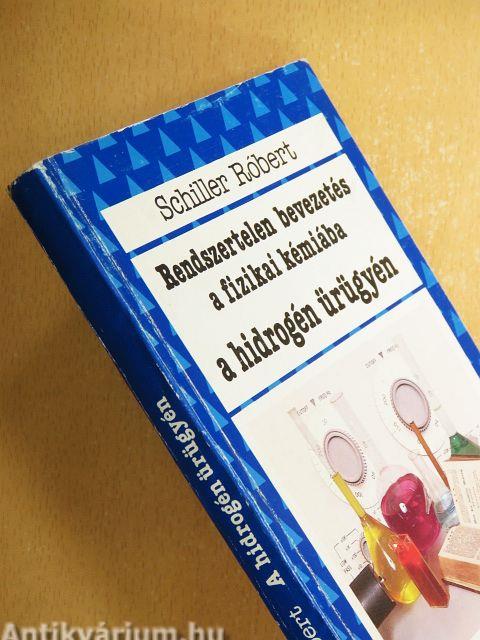 Schiller Róbert
Rendszertelen bevezetés
a fizikai kémiába
a hidrogén ürügyén
A hidrogén ürügyén
Antikvárium.hu